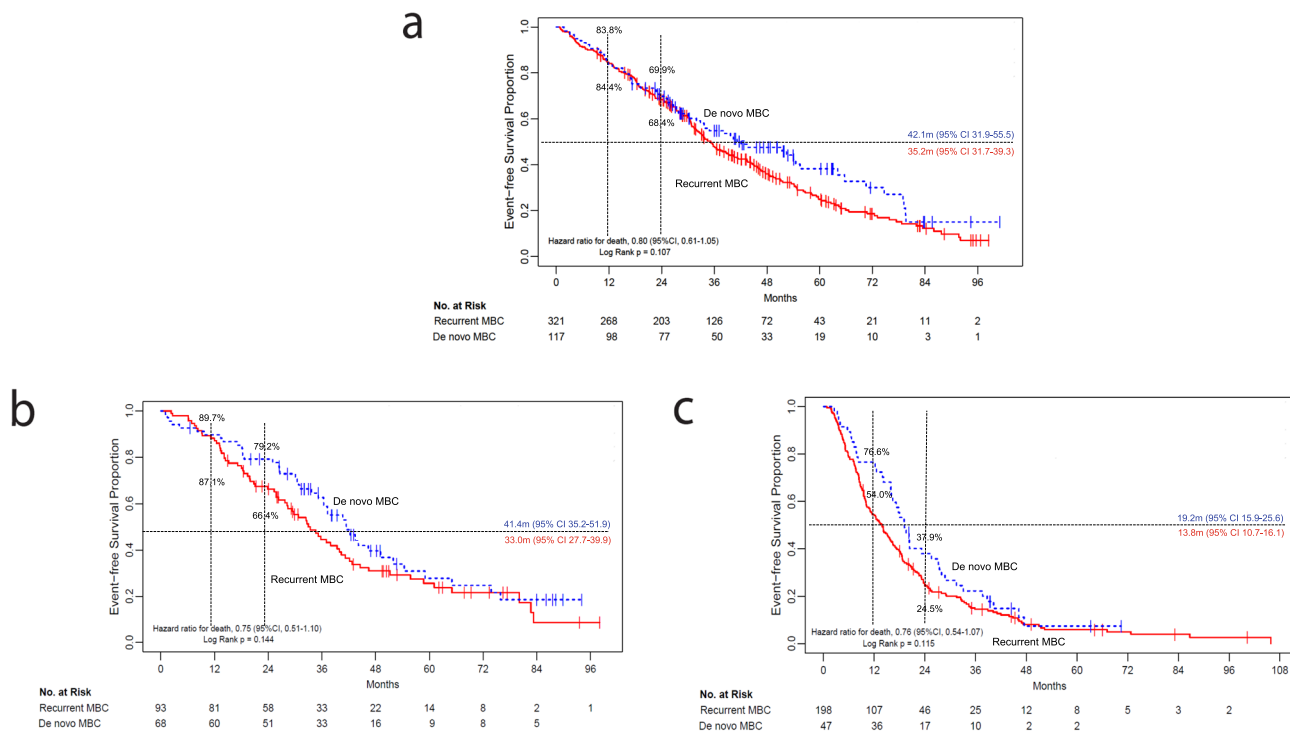 a
Event-free Survival Proportion
1.0
0.8
0.6
0.4
0.2
0.0
83.8%
84.4%
69.9%
68.4%
De novo MBC
Recurrent MBC
42.1m (95% CI 31.9-55.5)
35.2m (95% CI 31.7-39.3)
Hazard ratio for death, 0.80 (95%CI, 0.61-1.05)
Log Rank p = 0.107
0 12 24 36 48 60 72 84 96
Months
No. at Risk
Recurrent MBC 321 268 203 126 72 43 21 11 2
De novo MBC 117 98 77 50 33 19 10 3 1
b
Event-free Survival Proportion
1.0
0.8
0.6
0.4
0.2
0.0
89.7%
87.1%
79.2%
66.4%
De novo MBC
Recurrent MBC
41.4m (95% CI 35.2-51.9)
33.0m (95% CI 27.7-39.9)
Hazard ratio for death, 0.75 (95%CI, 0.51-1.10)
Log Rank p = 0.144
0 12 24 36 48 60 72 84 96
Months
No. at Risk
Recurrent MBC 93 81 58 33 22 14 8 2 1
De novo MBC 68 60 51 33 16 9 8 5
c
Event-free Survival Proportion
1.0
0.8
0.6
0.4
0.2
0.0
76.6%
54.0%
37.9%
24.5%
De novo MBC
Recurrent MBC
19.2m (95% CI 15.9-25.6)
13.8m (95% CI 10.7-16.1)
Hazard ratio for death, 0.76 (95%CI, 0.54-1.07)
Log Rank p = 0.115
0 12 24 36 48 60 72 84 96 108
Months
No. at Risk
Recurrent MBC 198 107 46 25 12 8 5 3 2
De novo MBC 47 36 17 10 2 2